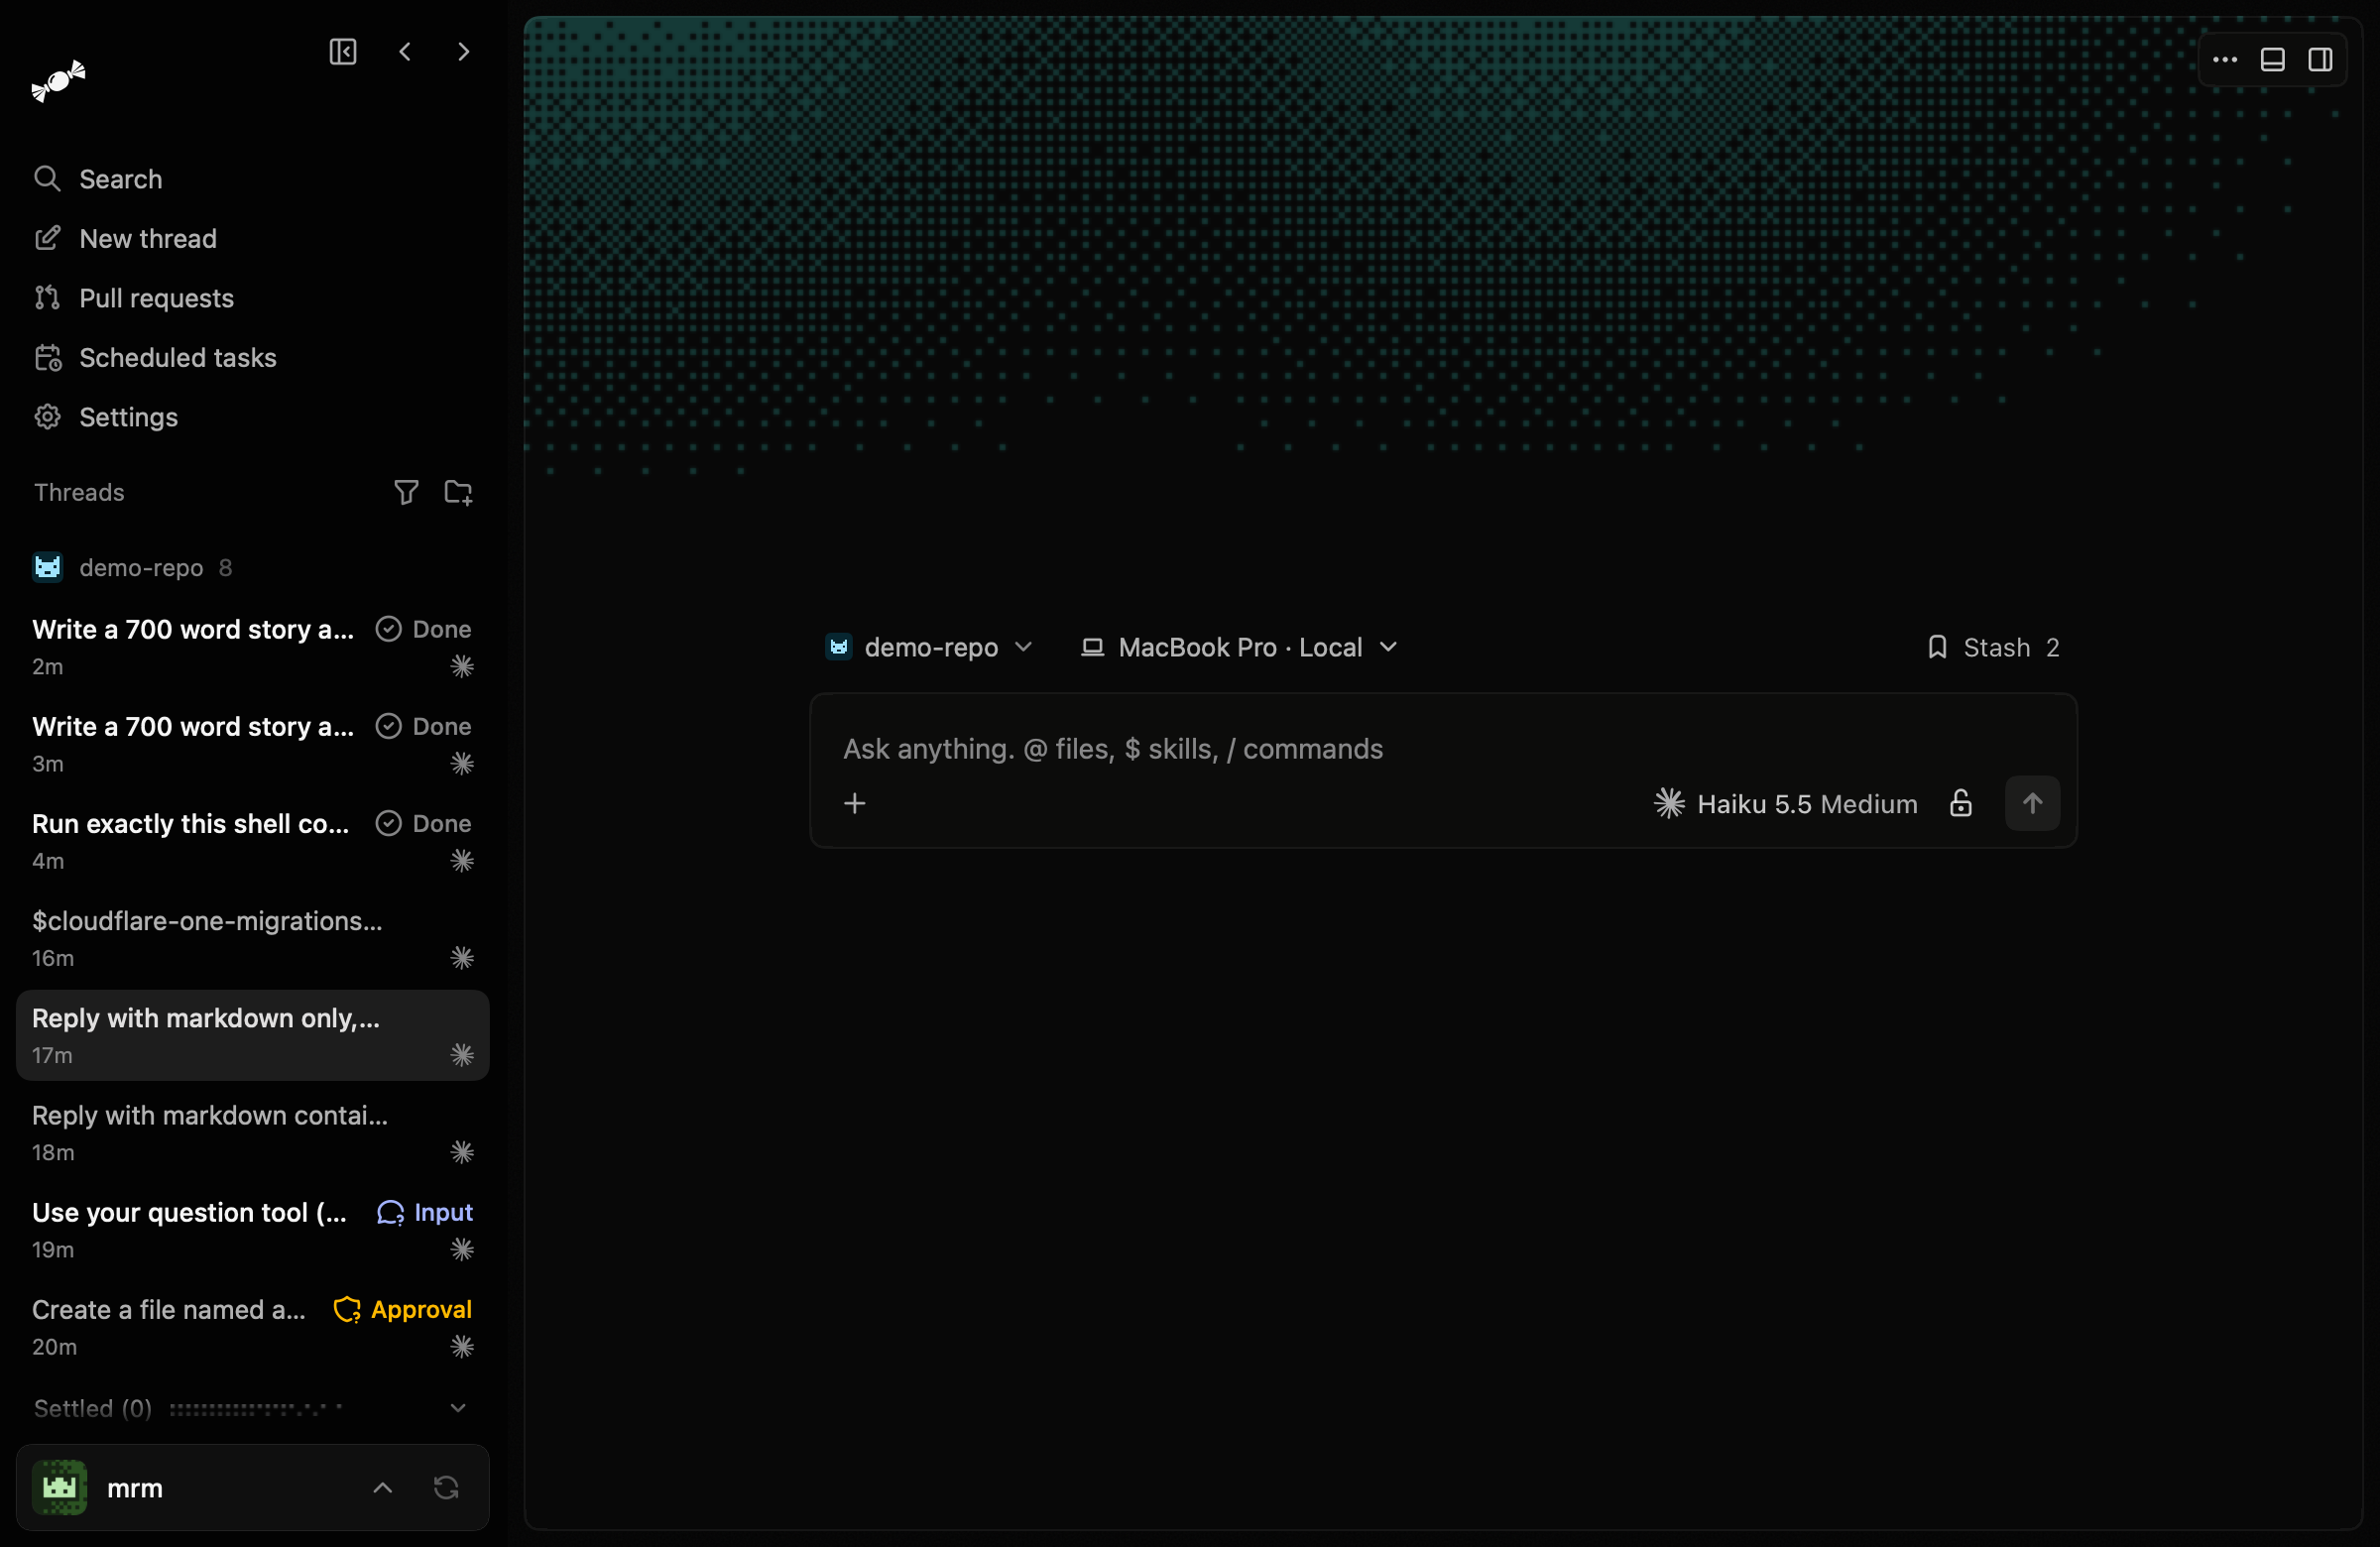 Search
New thread
Pull requests
Scheduled tasks
Settings
Threads
demo-repo 8
Write a 700 word story a... Done
2m
Write a 700 word story a... Done
3m
Run exactly this shell co... Done
4m
$cloudflare-one-migrations...
16m
Reply with markdown only,...
17m
Reply with markdown contai...
18m
Use your question tool (... Input
19m
Create a file named a... Approval
20m
Settled (0)
mrm
demo-repo MacBook Pro · Local Stash 2
Ask anything. @ files, $ skills, / commands
Haiku 5.5 Medium